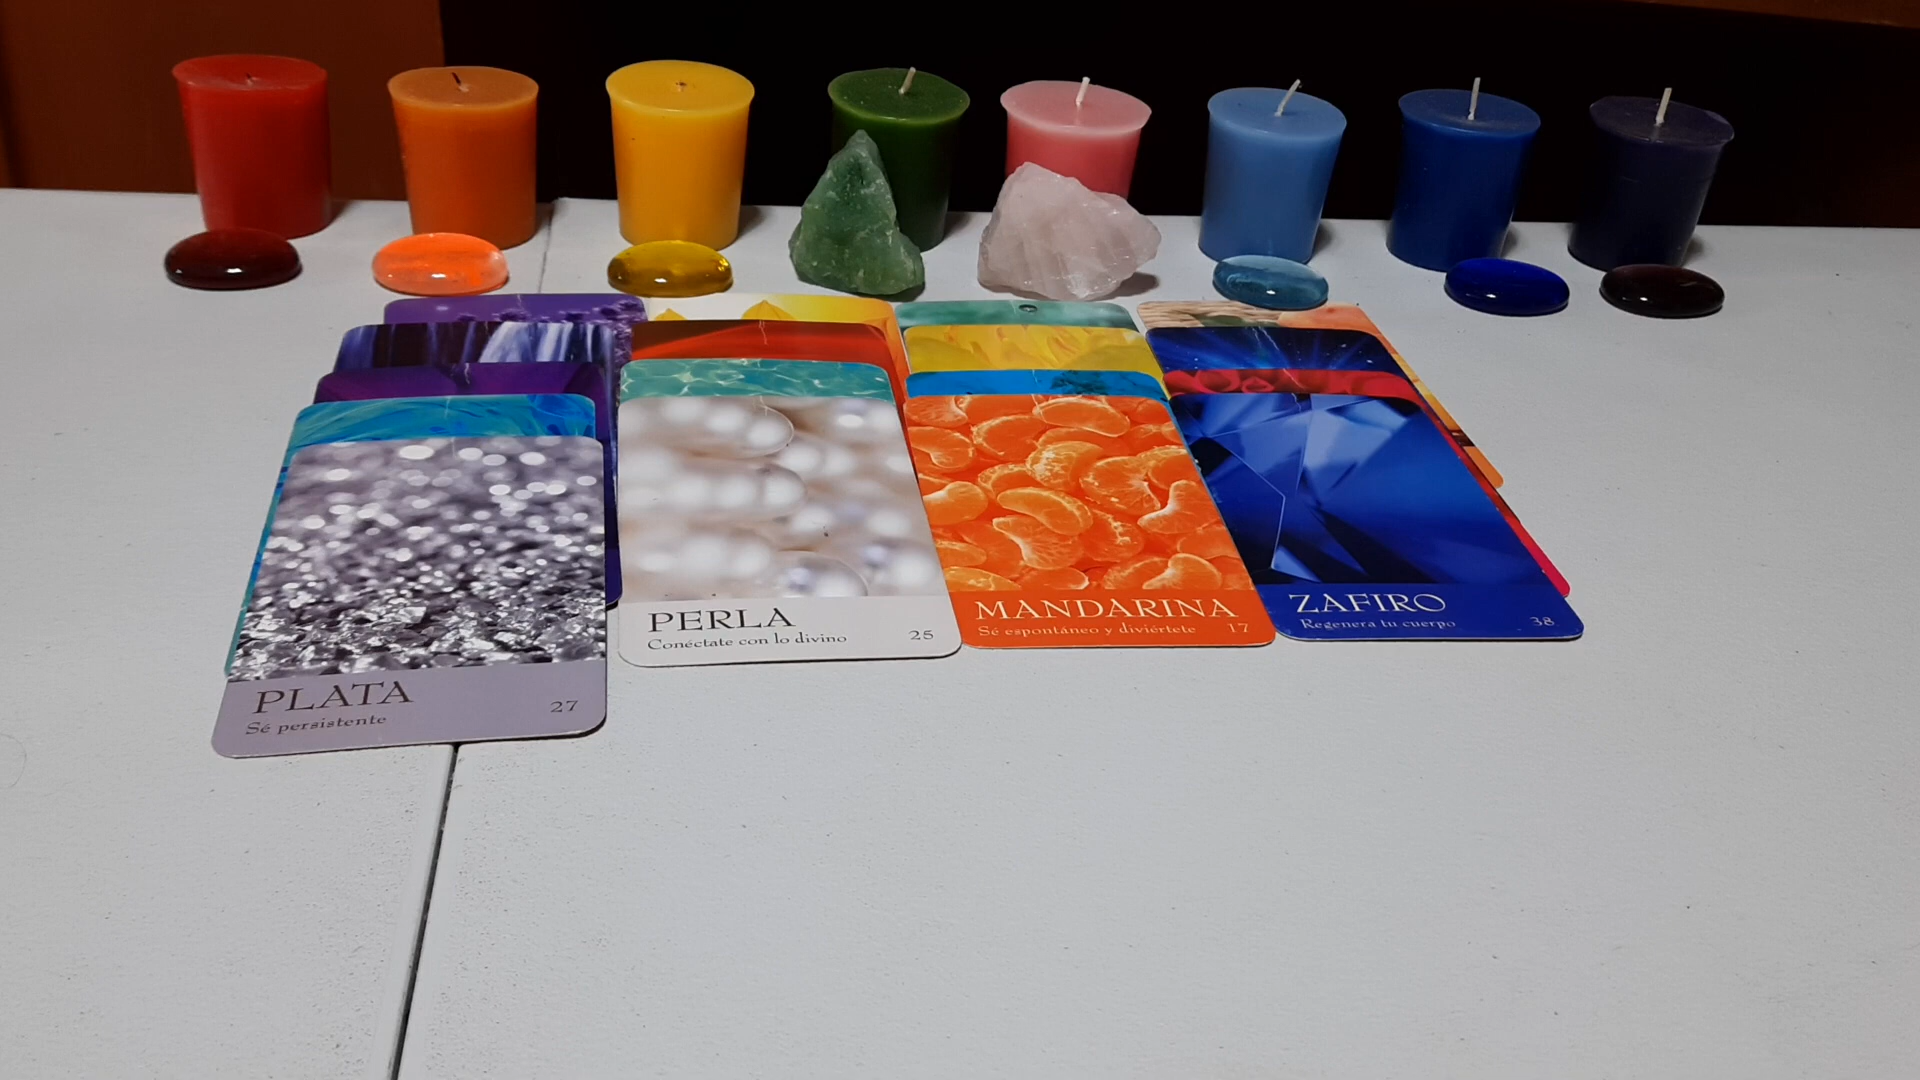 PLATA
Sé persistente
27
PERLA
Conéctate con lo divino
25
MANDARINA
Sé espontáneo y diviértete 17
ZAFIRO
Regenera tu cuerpo
38